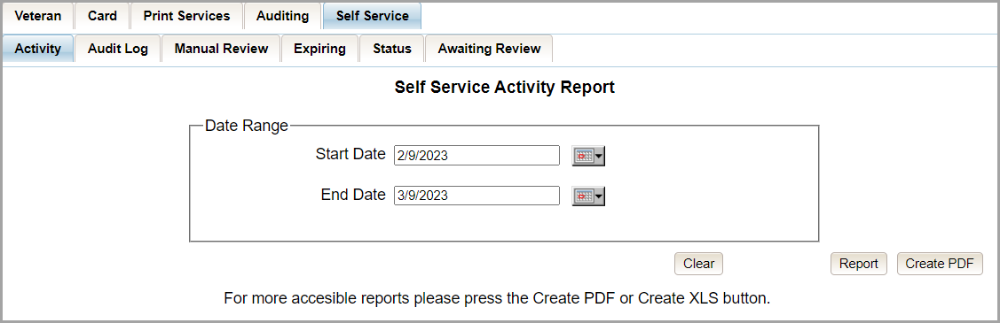 Veteran Card Print Services Auditing Self Service
Activity Audit Log Manual Review Expiring Status Awaiting Review
Self Service Activity Report
Date Range
Start Date 2/9/2023
End Date 3/9/2023
Clear Report Create PDF
For more accesible reports please press the Create PDF or Create XLS button.